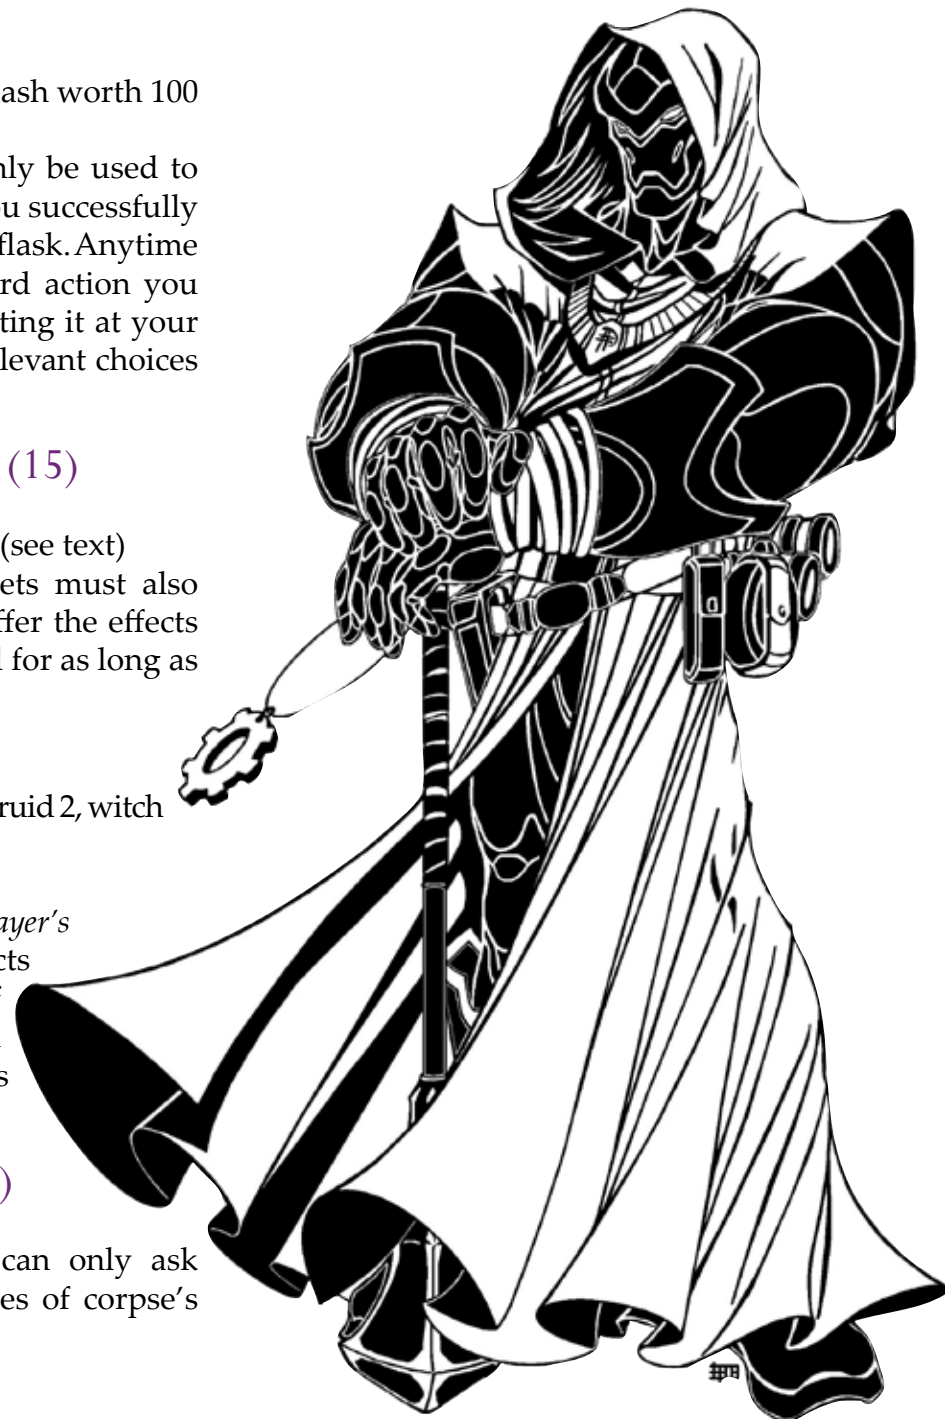 ash worth 100
nly be used to
ou successfully
flask. Anytime
rd action you
ting it at your
levant choices
(15)
(see text)
ets must also
ffer the effects
l for as long as
ruid 2, witch
ayer's
cts
s
)
can only ask
es of corpse's